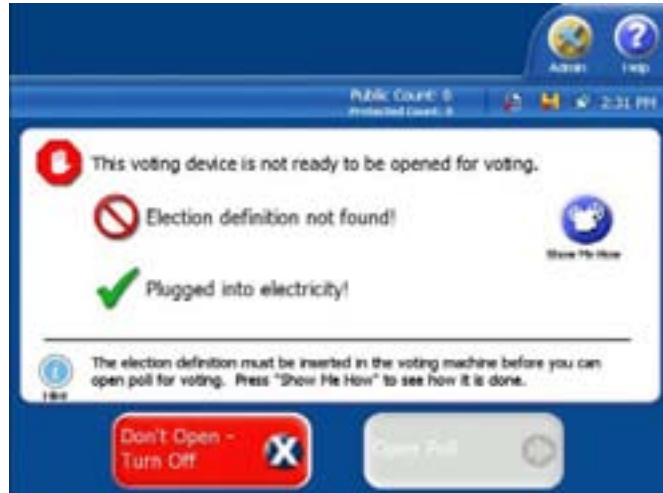 Admin
Help
Public Count: 0
Protected Count: 0
2:31 PM
This voting device is not ready to be opened for voting.
Election definition not found!
Show Me How
Plugged into electricity!
The election definition must be inserted in the voting machine before you can
open poll for voting. Press "Show Me How" to see how it is done.
Hint
Don't Open -
Turn Off
Open Poll